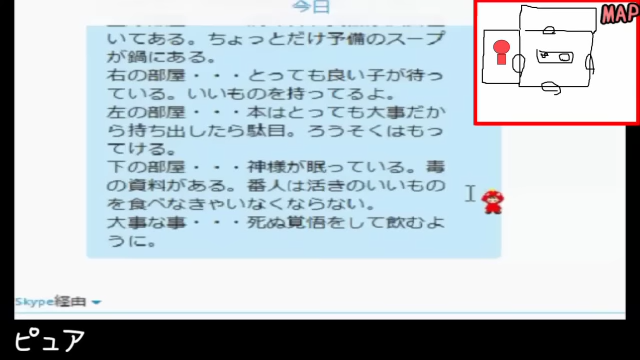 今日
MAP
いてある。ちょっとだけ予備のスープ
が鍋にある。
右の部屋・・・とっても良い子が待っ
ている。いいものを持ってるよ。
左の部屋・・・本はとっても大事だか
ら持ち出したら駄目。ろうそくはもっ
てける。
下の部屋・・・神様が眠っている。毒
の資料がある。番人は活きのいいもの
を食べなきゃいなくならない。
大事な事・・・死ぬ覚悟をして飲むよ
うに。
Skype経由
ピュア